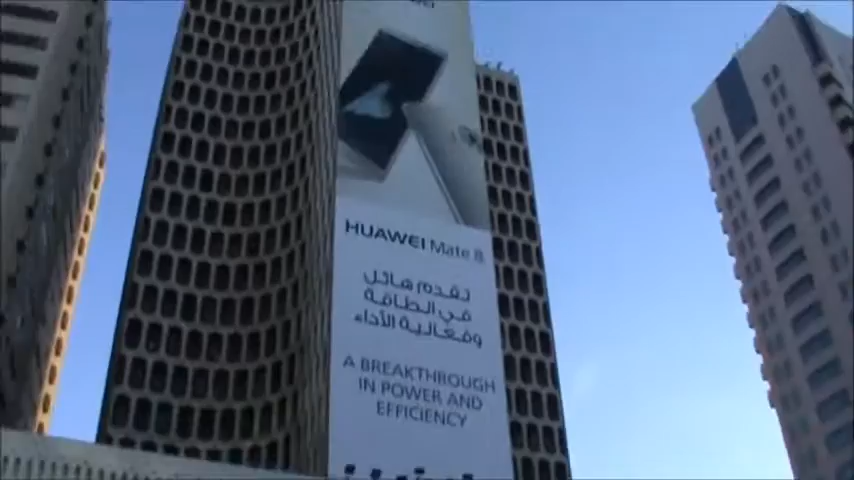 HUAWEI Mate 8
تقدم هائل
في الطاقة
وفعالية الأداء
A BREAKTHROUGH
IN POWER AND
EFFICIENCY